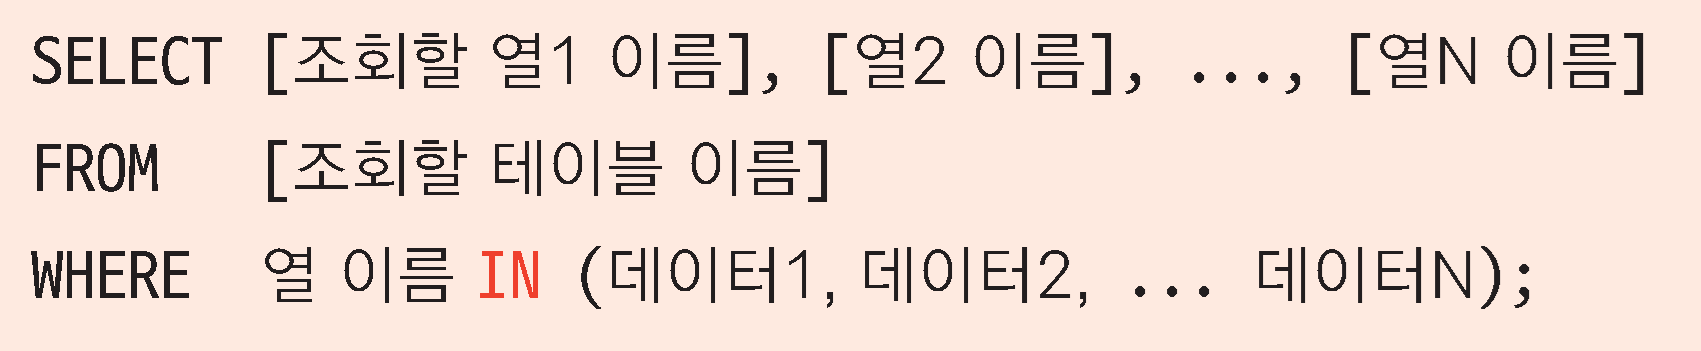 SELECT [조회할 열1 이름], [열2 이름], ..., [열N 이름]
FROM [조회할 테이블 이름]
WHERE 열 이름 IN (데이터1, 데이터2, ... 데이터N);